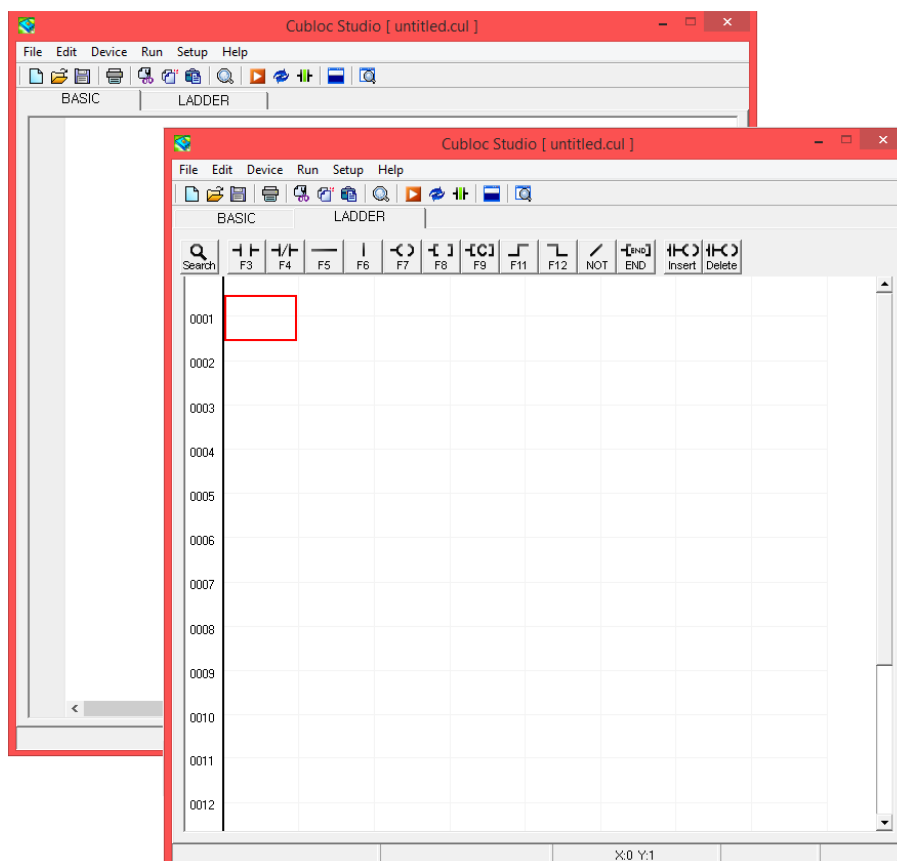 Cubloc Studio [ untitled.cul ]
File Edit Device Run Setup Help
BASIC LADDER
Cubloc Studio [ untitled.cul ]
File Edit Device Run Setup Help
BASIC LADDER
Search F3 F4 F5 F6 F7 F8 F9 F11 F12 NOT END Insert Delete
[C] [END]
0001
0002
0003
0004
0005
0006
0007
0008
0009
0010
0011
0012
X:0 Y:1